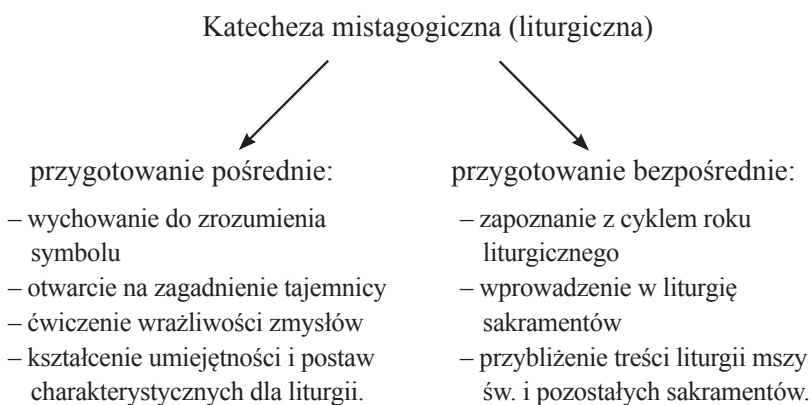 Katecheza mistagogiczna (liturgiczna)
przygotowanie pośrednie:
– wychowanie do zrozumienia
symbolu
– otwarcie na zagadnienie tajemnicy
– ćwiczenie wrażliwości zmysłów
– kształcenie umiejętności i postaw
charakterystycznych dla liturgii.
przygotowanie bezpośrednie:
– zapoznanie z cyklem roku
liturgicznego
– wprowadzenie w liturgię
sakramentów
– przybliżenie treści liturgii mszy
św. i pozostałych sakramentów.